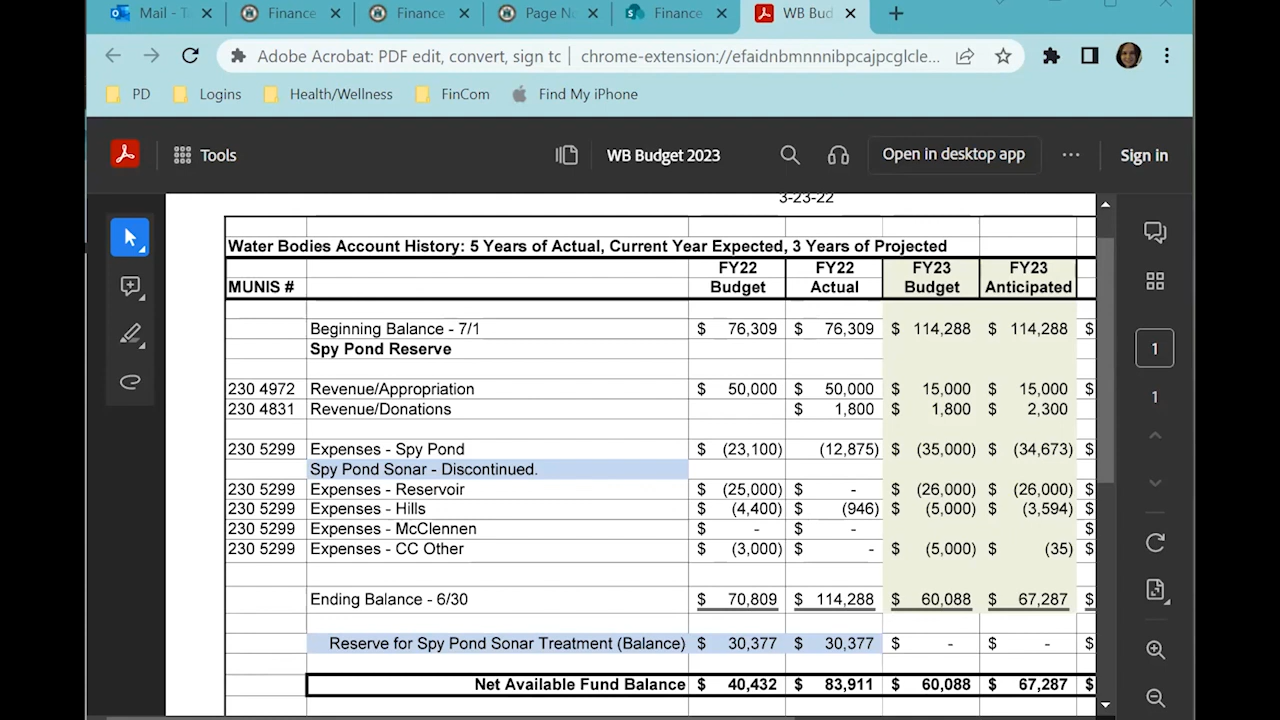 Mail - T
Finance
Finance
Page N
Finance
WB Bud
Adobe Acrobat: PDF edit, convert, sign tc | chrome-extension://efaidnbmnnnibpcajpcglcle...
PD Logins Health/Wellness FinCom Find My iPhone
Tools WB Budget 2023 Open in desktop app ... Sign in
3-23-22
Water Bodies Account History: 5 Years of Actual, Current Year Expected, 3 Years of Projected
FY22 FY22 FY23 FY23
MUNIS # Budget Actual Budget Anticipated
Beginning Balance - 7/1 $ 76,309 $ 76,309 $ 114,288 $ 114,288 $
Spy Pond Reserve
230 4972 Revenue/Appropriation $ 50,000 $ 50,000 $ 15,000 $ 15,000 $
230 4831 Revenue/Donations $ 1,800 $ 1,800 $ 2,300 $
230 5299 Expenses - Spy Pond $ (23,100) $ (12,875) $ (35,000) $ (34,673) $
Spy Pond Sonar - Discontinued.
230 5299 Expenses - Reservoir $ (25,000) $ - $ (26,000) $ (26,000) $
230 5299 Expenses - Hills $ (4,400) $ (946) $ (5,000) $ (3,594) $
230 5299 Expenses - McClennen $ - $ - $
230 5299 Expenses - CC Other $ (3,000) $ - $ (5,000) $ (35) $
Ending Balance - 6/30 $ 70,809 $ 114,288 $ 60,088 $ 67,287 $
Reserve for Spy Pond Sonar Treatment (Balance) $ 30,377 $ 30,377 $ - $ - $
Net Available Fund Balance $ 40,432 $ 83,911 $ 60,088 $ 67,287 $
1
1